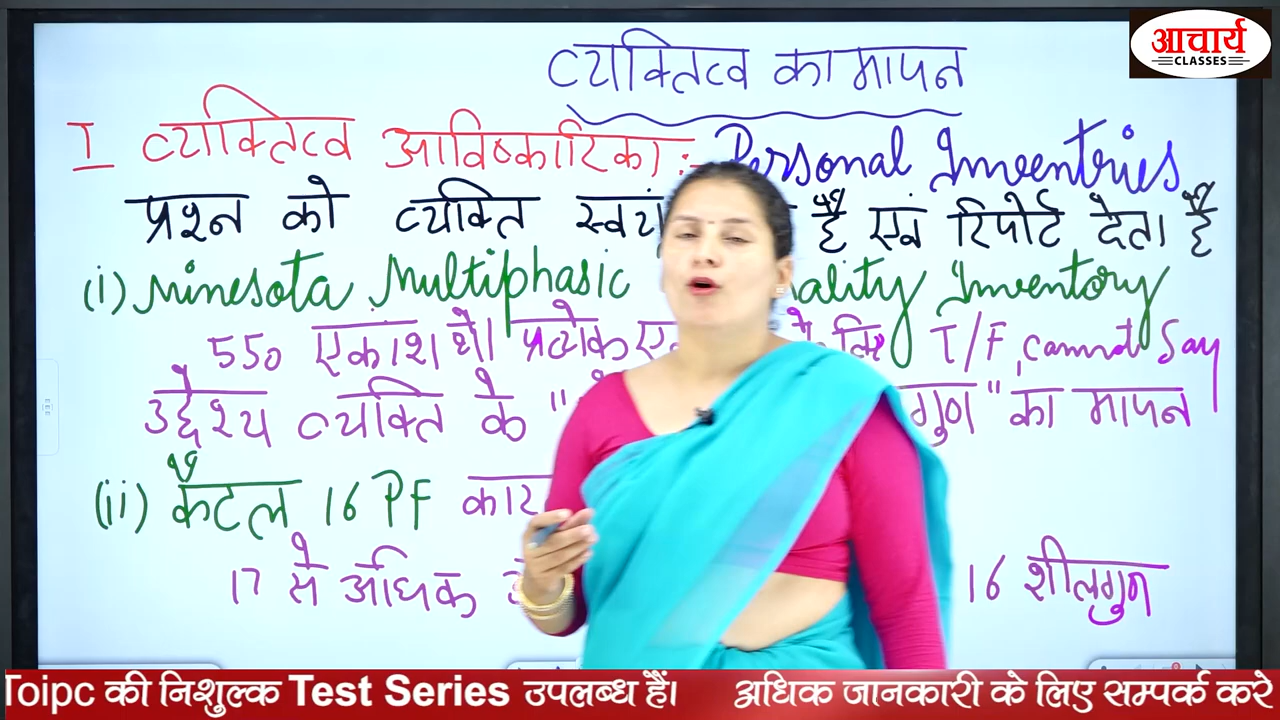 आचार्य
CLASSES
व्यक्तित्व का मापन
I व्यक्तित्व आविष्कारिका :- Personal Inventries
प्रश्न को व्यक्ति स्वयं है एवं रिपोर्ट देता है
(i) Minesota Multiphasic ality Inventory
550 एकांश थे। प्रत्येक के लिए T/F, cannot Say
उद्देश्य व्यक्ति के " गुण" का मापन
(ii) कैटल 16 PF कार
17 से अधिक 16 शीलगुण
Toipc की निशुल्क Test Series उपलब्ध हैं। अधिक जानकारी के लिए सम्पर्क करे